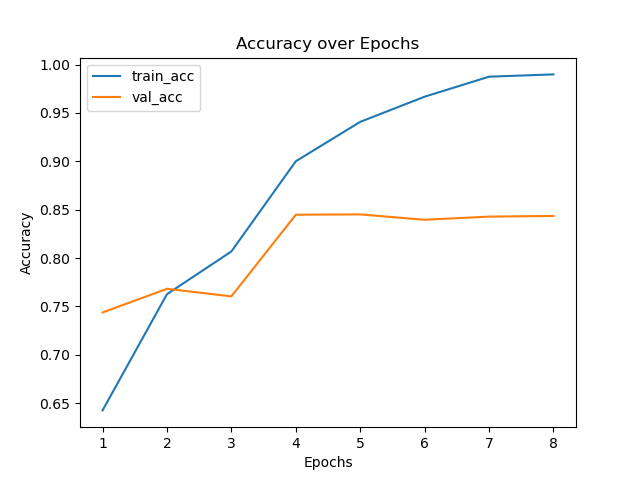 Accuracy over Epochs
train_acc
val_acc
Accuracy
1.00
0.95
0.90
0.85
0.80
0.75
0.70
0.65
1 2 3 4 5 6 7 8
Epochs